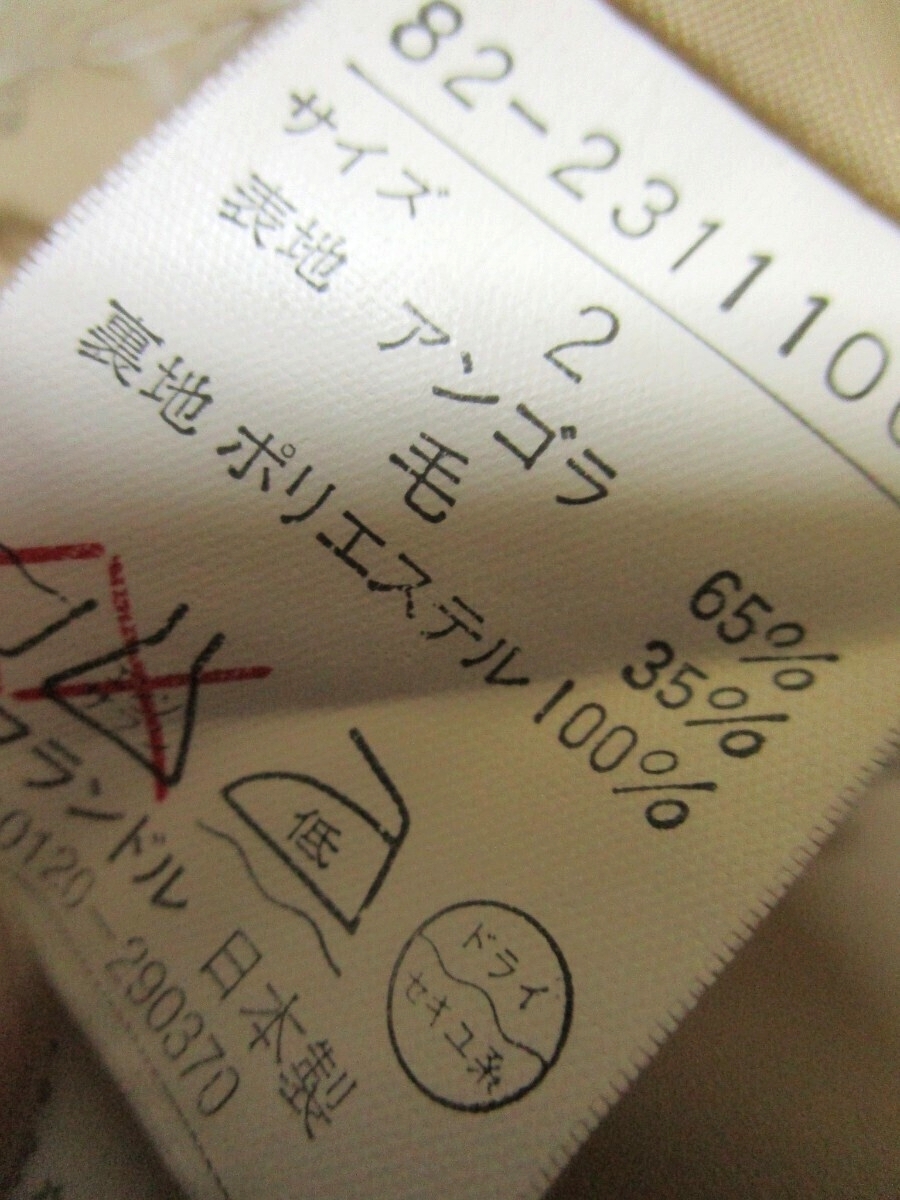 82-231110
サイズ 2
表地 アンゴラ 65%
毛 35%
裏地 ポリエステル 100%
低
ドライ
セキユ系
フランドル 日本製
0120-290370